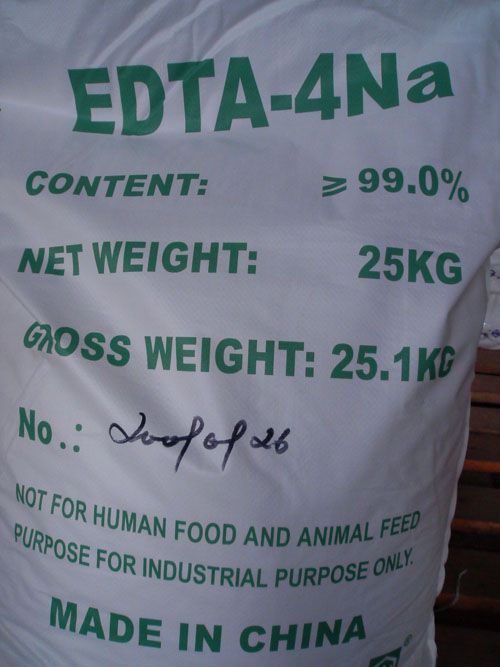 EDTA-4Na
CONTENT: ≥ 99.0%
NET WEIGHT: 25KG
GROSS WEIGHT: 25.1KG
No.:
NOT FOR HUMAN FOOD AND ANIMAL FEED
PURPOSE FOR INDUSTRIAL PURPOSE ONLY.
MADE IN CHINA
®